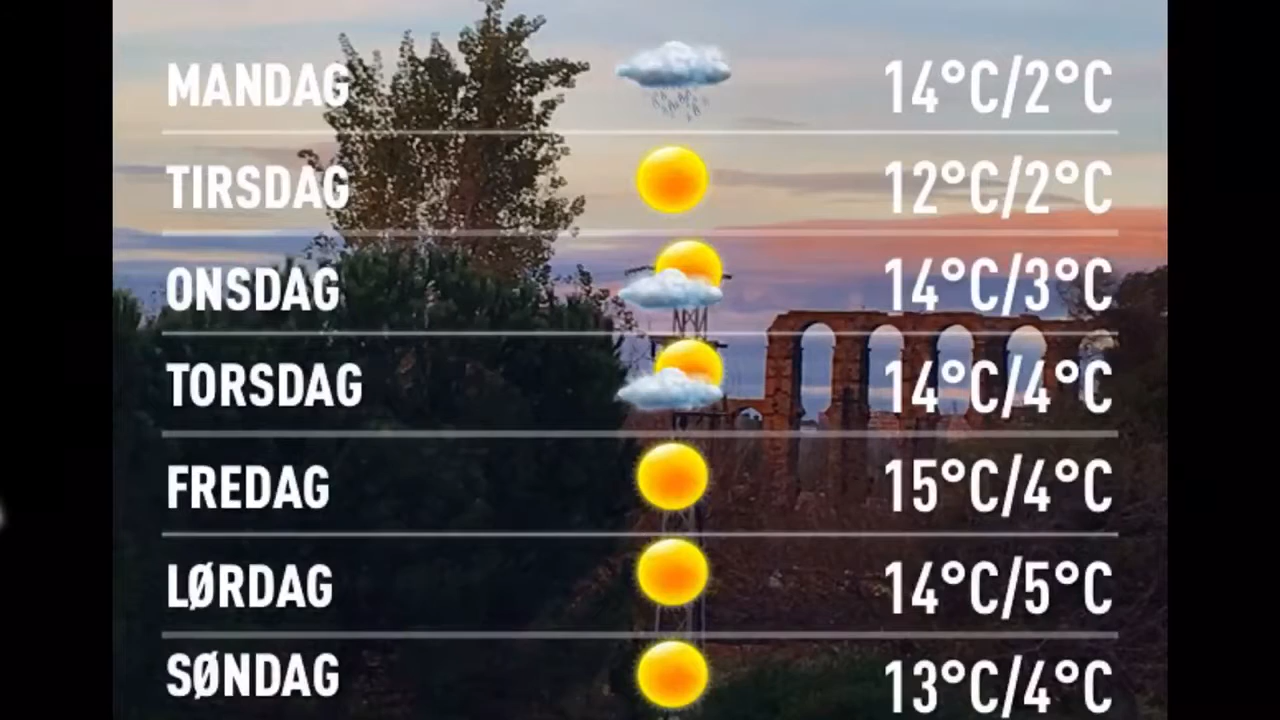 MANDAG 14°C/2°C
TIRSDAG 12°C/2°C
ONSDAG 14°C/3°C
TORSDAG 14°C/4°C
FREDAG 15°C/4°C
LØRDAG 14°C/5°C
SØNDAG 13°C/4°C